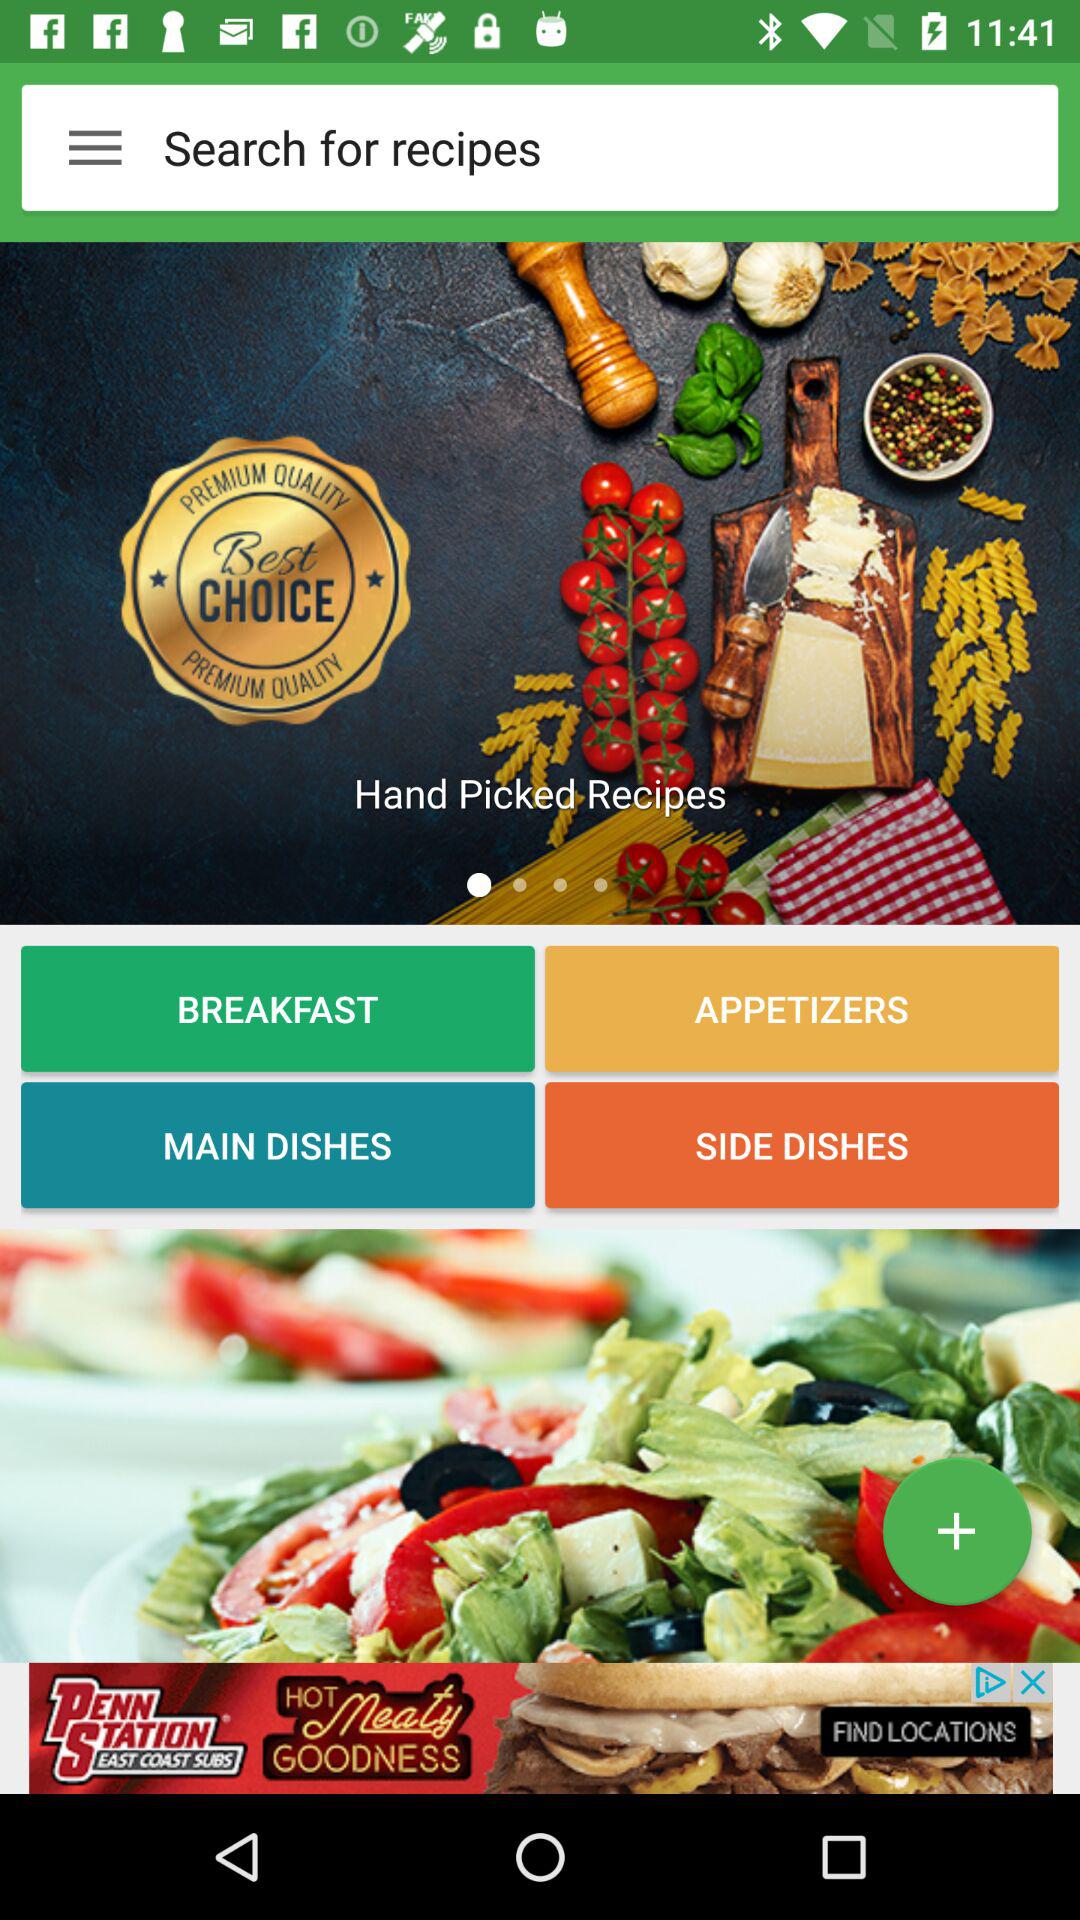 FAKE
11:41
Search for recipes
PREMIUM QUALITY
Best
CHOICE
PREMIUM QUALITY
Hand Picked Recipes
BREAKFAST
APPETIZERS
MAIN DISHES
SIDE DISHES
PENN
STATION®
EAST COAST SUBS
HOT Meaty
GOODNESS
FIND LOCATIONS